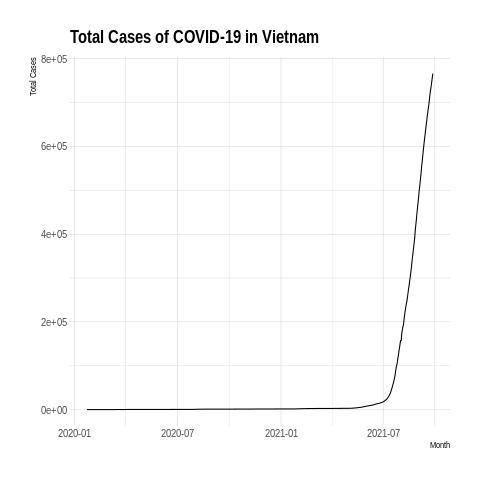 Total Cases of COVID-19 in Vietnam
Total Cases
8e+05
6e+05
4e+05
2e+05
0e+00
2020-01 2020-07 2021-01 2021-07
Month